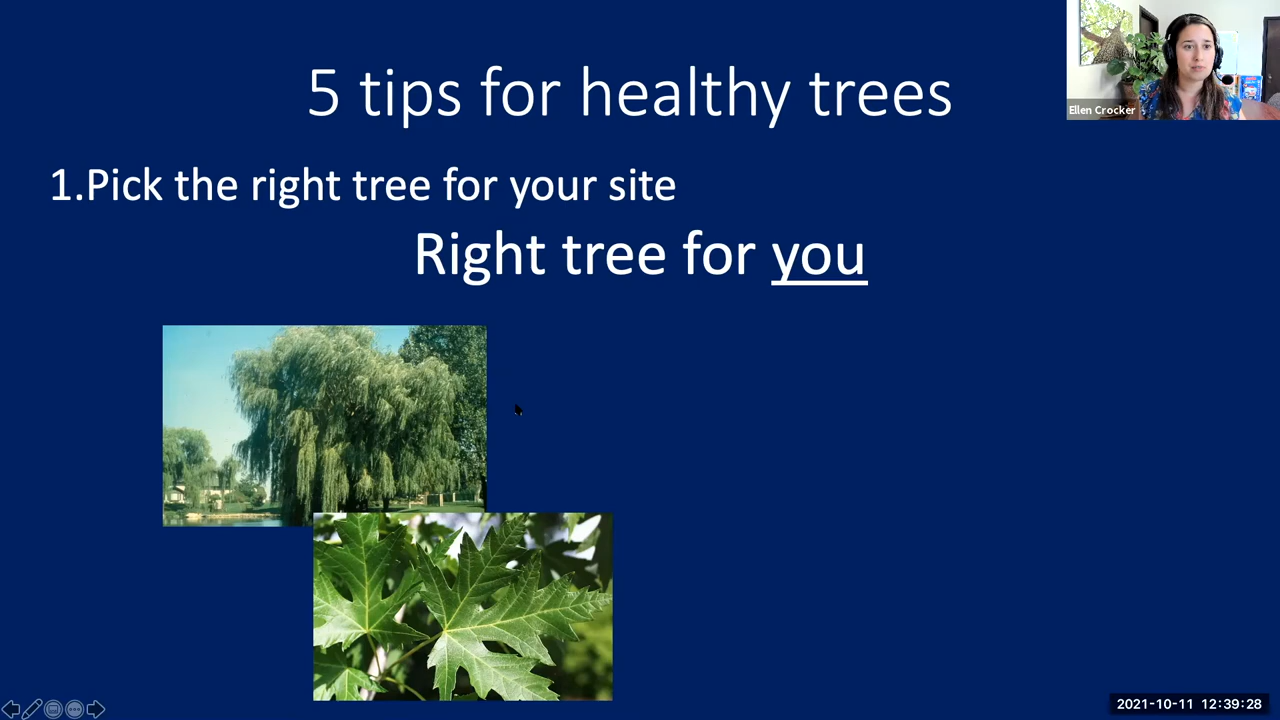 5 tips for healthy trees
Ellen Crocker
1.Pick the right tree for your site
Right tree for you
2021-10-11 12:39:28